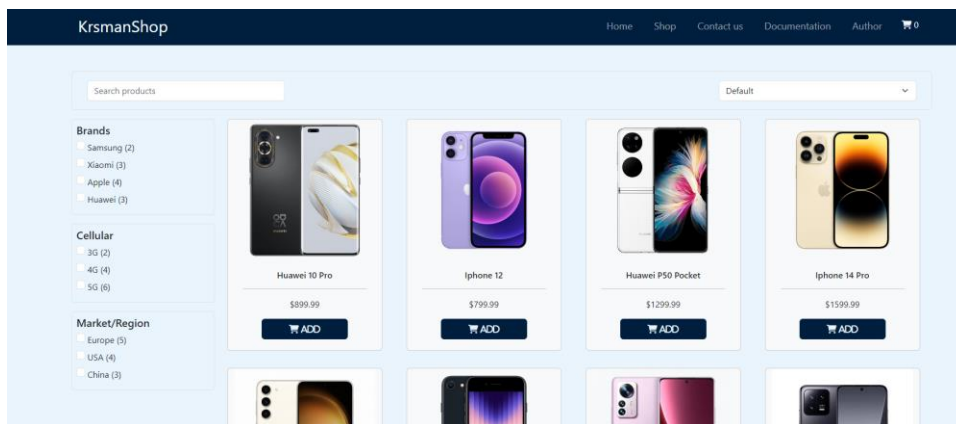 KrsmanShop
Home Shop Contact us Documentation Author 0
Search products
Default
Brands
Samsung (2)
Xiaomi (3)
Apple (4)
Huawei (3)
Cellular
3G (2)
4G (4)
5G (6)
Market/Region
Europe (5)
USA (4)
China (3)
Huawei 10 Pro
$899.99
ADD
Iphone 12
$799.99
ADD
Huawei P50 Pocket
$1299.99
ADD
Iphone 14 Pro
$1599.99
ADD